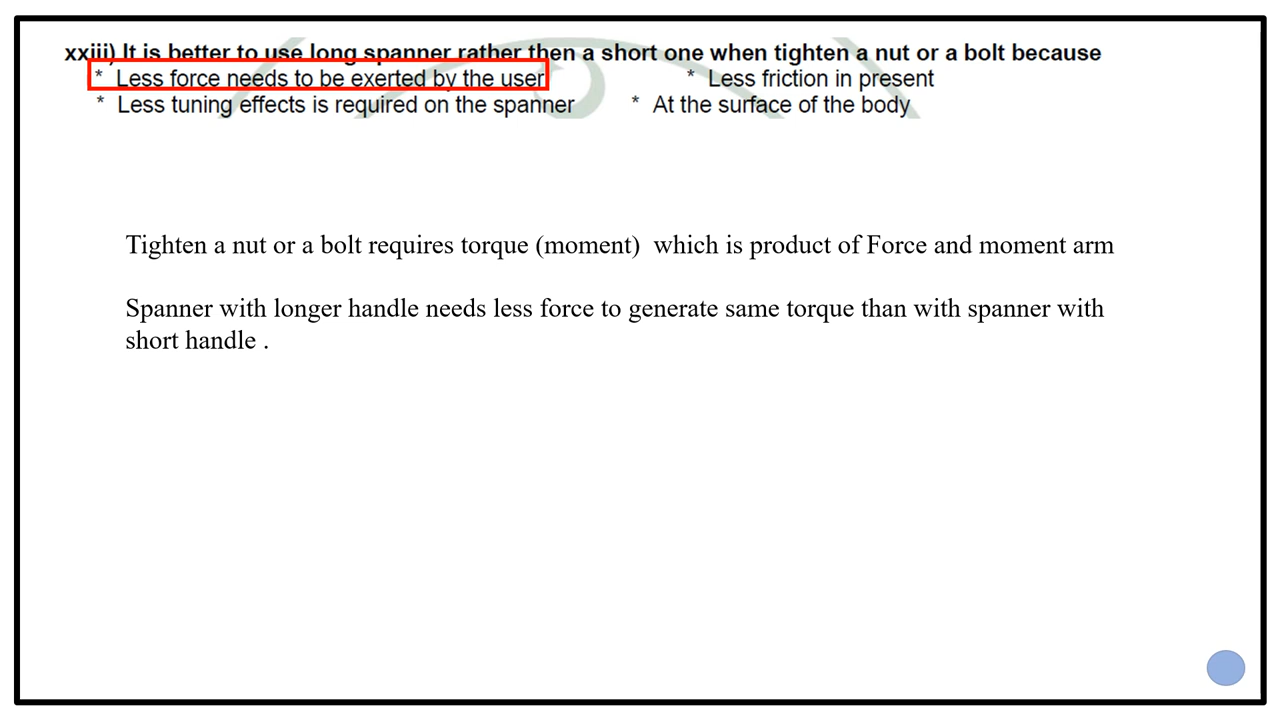 xxiii) It is better to use long spanner rather then a short one when tighten a nut or a bolt because
* Less force needs to be exerted by the user * Less friction in present
* Less tuning effects is required on the spanner * At the surface of the body
Tighten a nut or a bolt requires torque (moment) which is product of Force and moment arm
Spanner with longer handle needs less force to generate same torque than with spanner with
short handle .